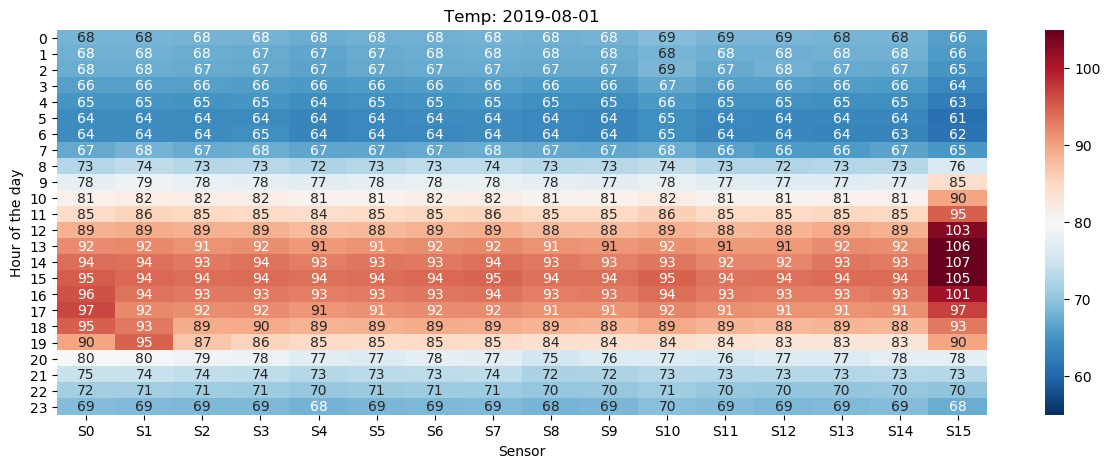 Temp: 2019-08-01
0 68 68 68 68 68 68 68 68 68 68 69 69 69 68 68 66
1 68 68 68 67 67 67 68 68 68 68 68 68 68 68 68 66
2 68 68 67 67 67 67 67 67 67 67 69 67 68 67 67 65
3 66 66 66 66 66 66 66 66 66 66 67 66 66 66 66 64
4 65 65 65 65 64 65 65 65 65 65 66 65 65 65 65 63
5 64 64 64 64 64 64 64 64 64 64 65 64 64 64 64 61
6 64 64 64 65 64 64 64 64 64 64 65 64 64 64 63 62
7 67 68 67 67 67 67 67 68 67 67 68 67 66 66 67 65
8 73 74 73 73 72 73 73 74 73 73 74 73 72 73 73 76
9 78 79 78 78 77 78 78 78 78 77 78 77 77 77 77 85
10 81 82 82 82 81 81 82 82 81 81 82 81 81 81 81 90
11 85 86 85 85 84 85 85 86 85 85 86 85 85 85 85 95
12 89 89 89 89 88 88 89 89 88 88 89 88 88 89 89 103
13 92 92 91 92 91 91 92 92 91 91 92 91 91 92 92 106
14 94 94 93 94 93 93 93 94 93 93 93 92 92 93 93 107
15 95 94 94 94 94 94 94 95 94 94 95 94 94 94 94 105
16 96 94 93 93 93 93 93 94 93 93 94 93 93 93 93 101
17 97 92 92 92 91 91 92 92 91 91 92 91 91 91 91 97
18 95 93 89 90 89 89 89 89 89 88 89 89 88 89 88 93
19 90 95 87 86 85 85 85 85 84 84 84 84 83 83 83 90
20 80 80 79 78 77 77 78 77 75 76 77 76 77 77 78 78
21 75 74 74 74 73 73 73 74 72 72 73 73 73 73 73 73
22 72 71 71 71 70 71 71 71 70 70 71 70 70 70 70 70
23 69 69 69 69 68 69 69 69 68 69 70 69 69 69 69 68
S0 S1 S2 S3 S4 S5 S6 S7 S8 S9 S10 S11 S12 S13 S14 S15
Sensor
Hour of the day
100
90
80
70
60